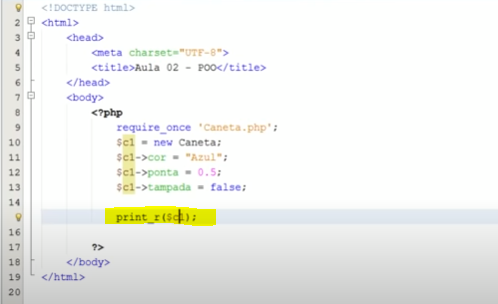 <!DOCTYPE html>
2 <html>
3 <head>
4 <meta charset="UTF-8">
5 <title>Aula 02 - POO</title>
6 </head>
7 <body>
8 <?php
9 require_once 'Caneta.php';
10 $c1 = new Caneta;
11 $c1->cor = "Azul";
12 $c1->ponta = 0.5;
13 $c1->tampada = false;
14
print_r($c1);
16
17 ?>
18 </body>
19 </html>
20